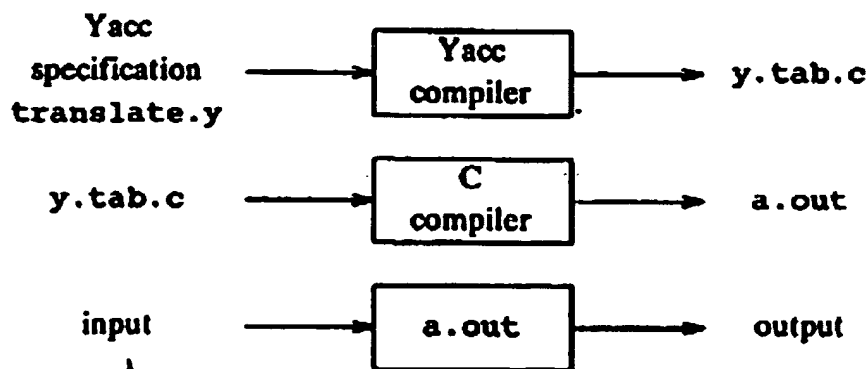 Yacc
specification
translate.y
Yacc
compiler
y.tab.c
y.tab.c
C
compiler
a.out
input
a.out
output